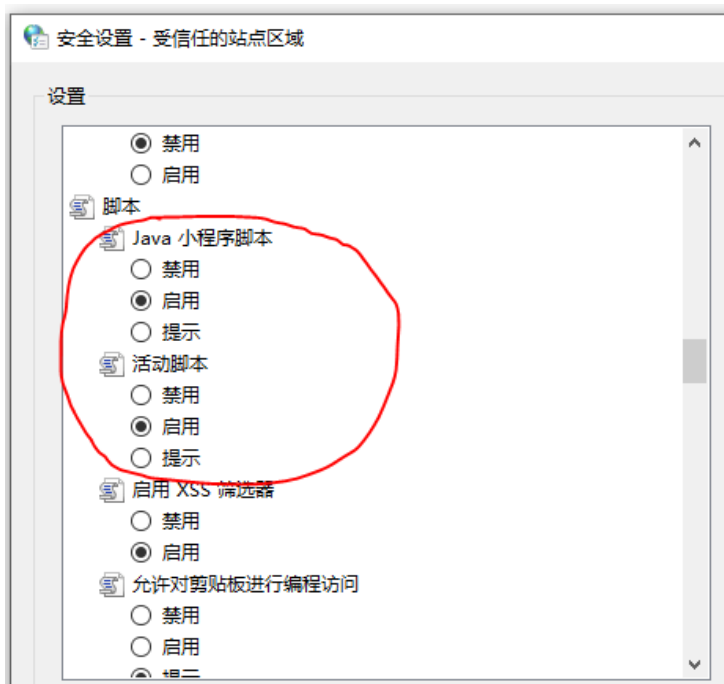 安全设置 - 受信任的站点区域
设置
禁用
启用
脚本
Java 小程序脚本
禁用
启用
提示
活动脚本
禁用
启用
提示
启用 XSS 筛选器
禁用
启用
允许对剪贴板进行编程访问
禁用
启用
提示